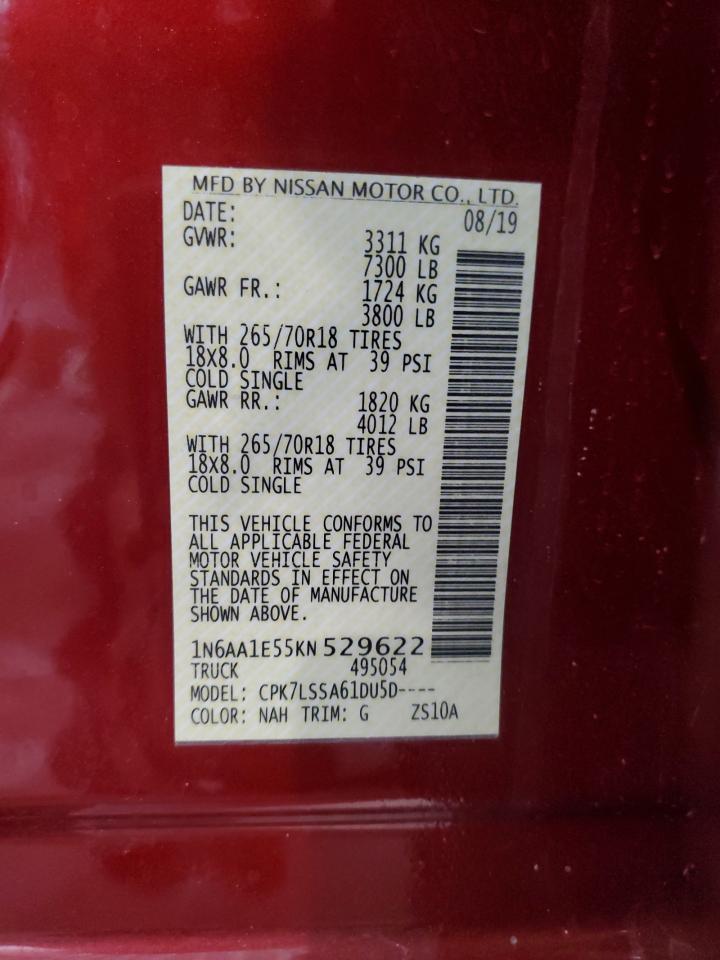 MFD BY NISSAN MOTOR CO., LTD.
DATE: 08/19
GVWR: 3311 KG
7300 LB
GAWR FR.: 1724 KG
3800 LB
WITH 265/70R18 TIRES
18X8.0 RIMS AT 39 PSI
COLD SINGLE
GAWR RR.: 1820 KG
4012 LB
WITH 265/70R18 TIRES
18X8.0 RIMS AT 39 PSI
COLD SINGLE
THIS VEHICLE CONFORMS TO
ALL APPLICABLE FEDERAL
MOTOR VEHICLE SAFETY
STANDARDS IN EFFECT ON
THE DATE OF MANUFACTURE
SHOWN ABOVE.
1N6AA1E55KN529622
TRUCK 495054
MODEL: CPK7LSSA61DU5D----
COLOR: NAH TRIM: G ZS10A